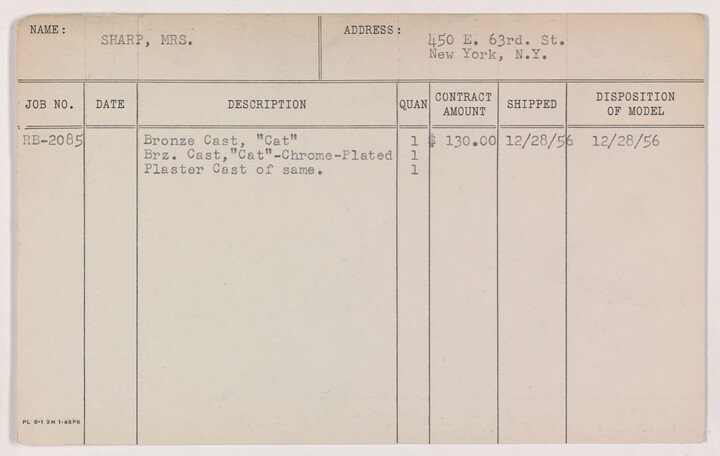 NAME: SHARP, MRS. ADDRESS: 450 E. 63rd. St.
New York, N.Y.
JOB NO. DATE DESCRIPTION QUAN CONTRACT AMOUNT SHIPPED DISPOSITION OF MODEL
RB-2085 Bronze Cast, "Cat" 1 $ 130.00 12/28/56 12/28/56
Brz. Cast,"Cat"-Chrome-Plated 1
Plaster Cast of same. 1